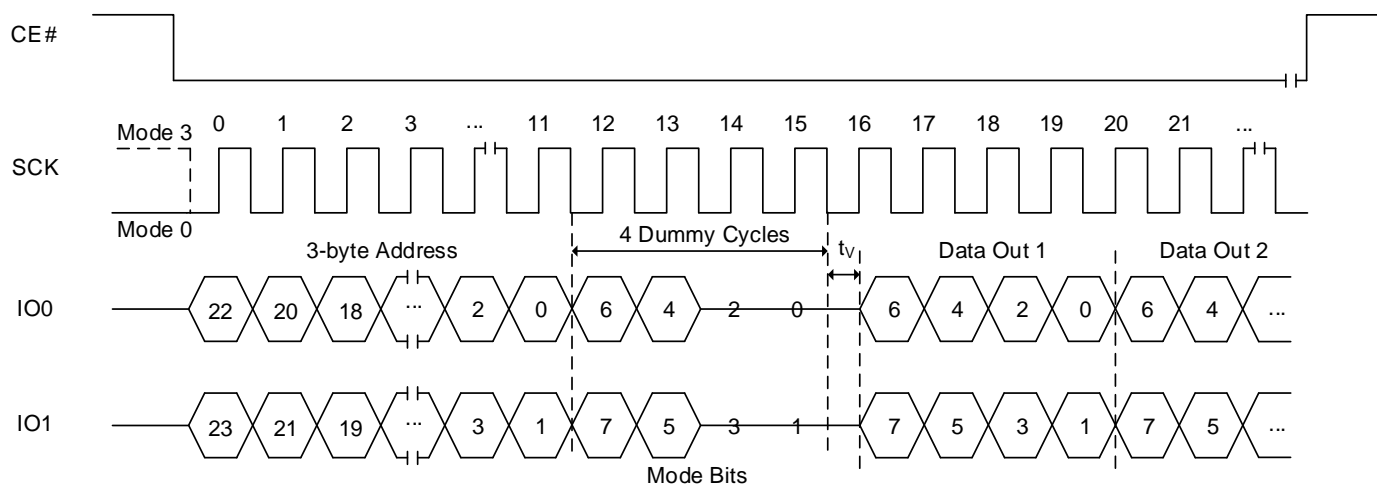 CE#
0 1 2 3 ... 11 12 13 14 15 16 17 18 19 20 21 ...
Mode 3
SCK
Mode 0
4 Dummy Cycles
3-byte Address tV Data Out 1 Data Out 2
IO0 22 20 18 ... 2 0 6 4 2 0 6 4 2 0 6 4 ...
IO1 23 21 19 ... 3 1 7 5 3 1 7 5 3 1 7 5 ...
Mode Bits